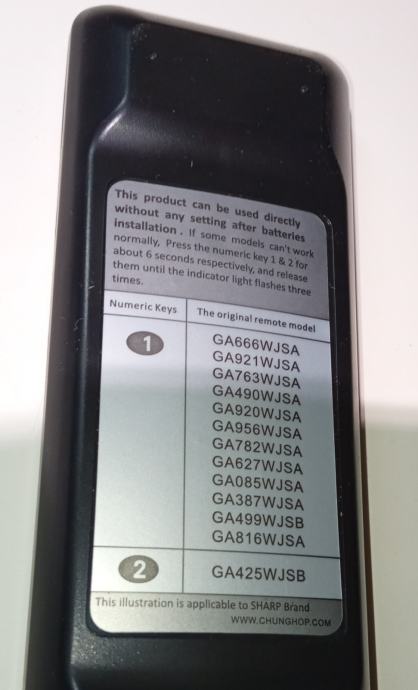 This product can be used directly
without any setting after batteries
installation . If some models can't work
normally, Press the numeric key 1 & 2 for
about 6 seconds respectively, and release
them until the indicator light flashes three
times.
Numeric Keys The original remote model
1 GA666WJSA
GA921WJSA
GA763WJSA
GA490WJSA
GA920WJSA
GA956WJSA
GA782WJSA
GA627WJSA
GA085WJSA
GA387WJSA
GA499WJSB
GA816WJSA
2 GA425WJSB
This illustration is applicable to SHARP Brand
WWW.CHUNGHOP.COM